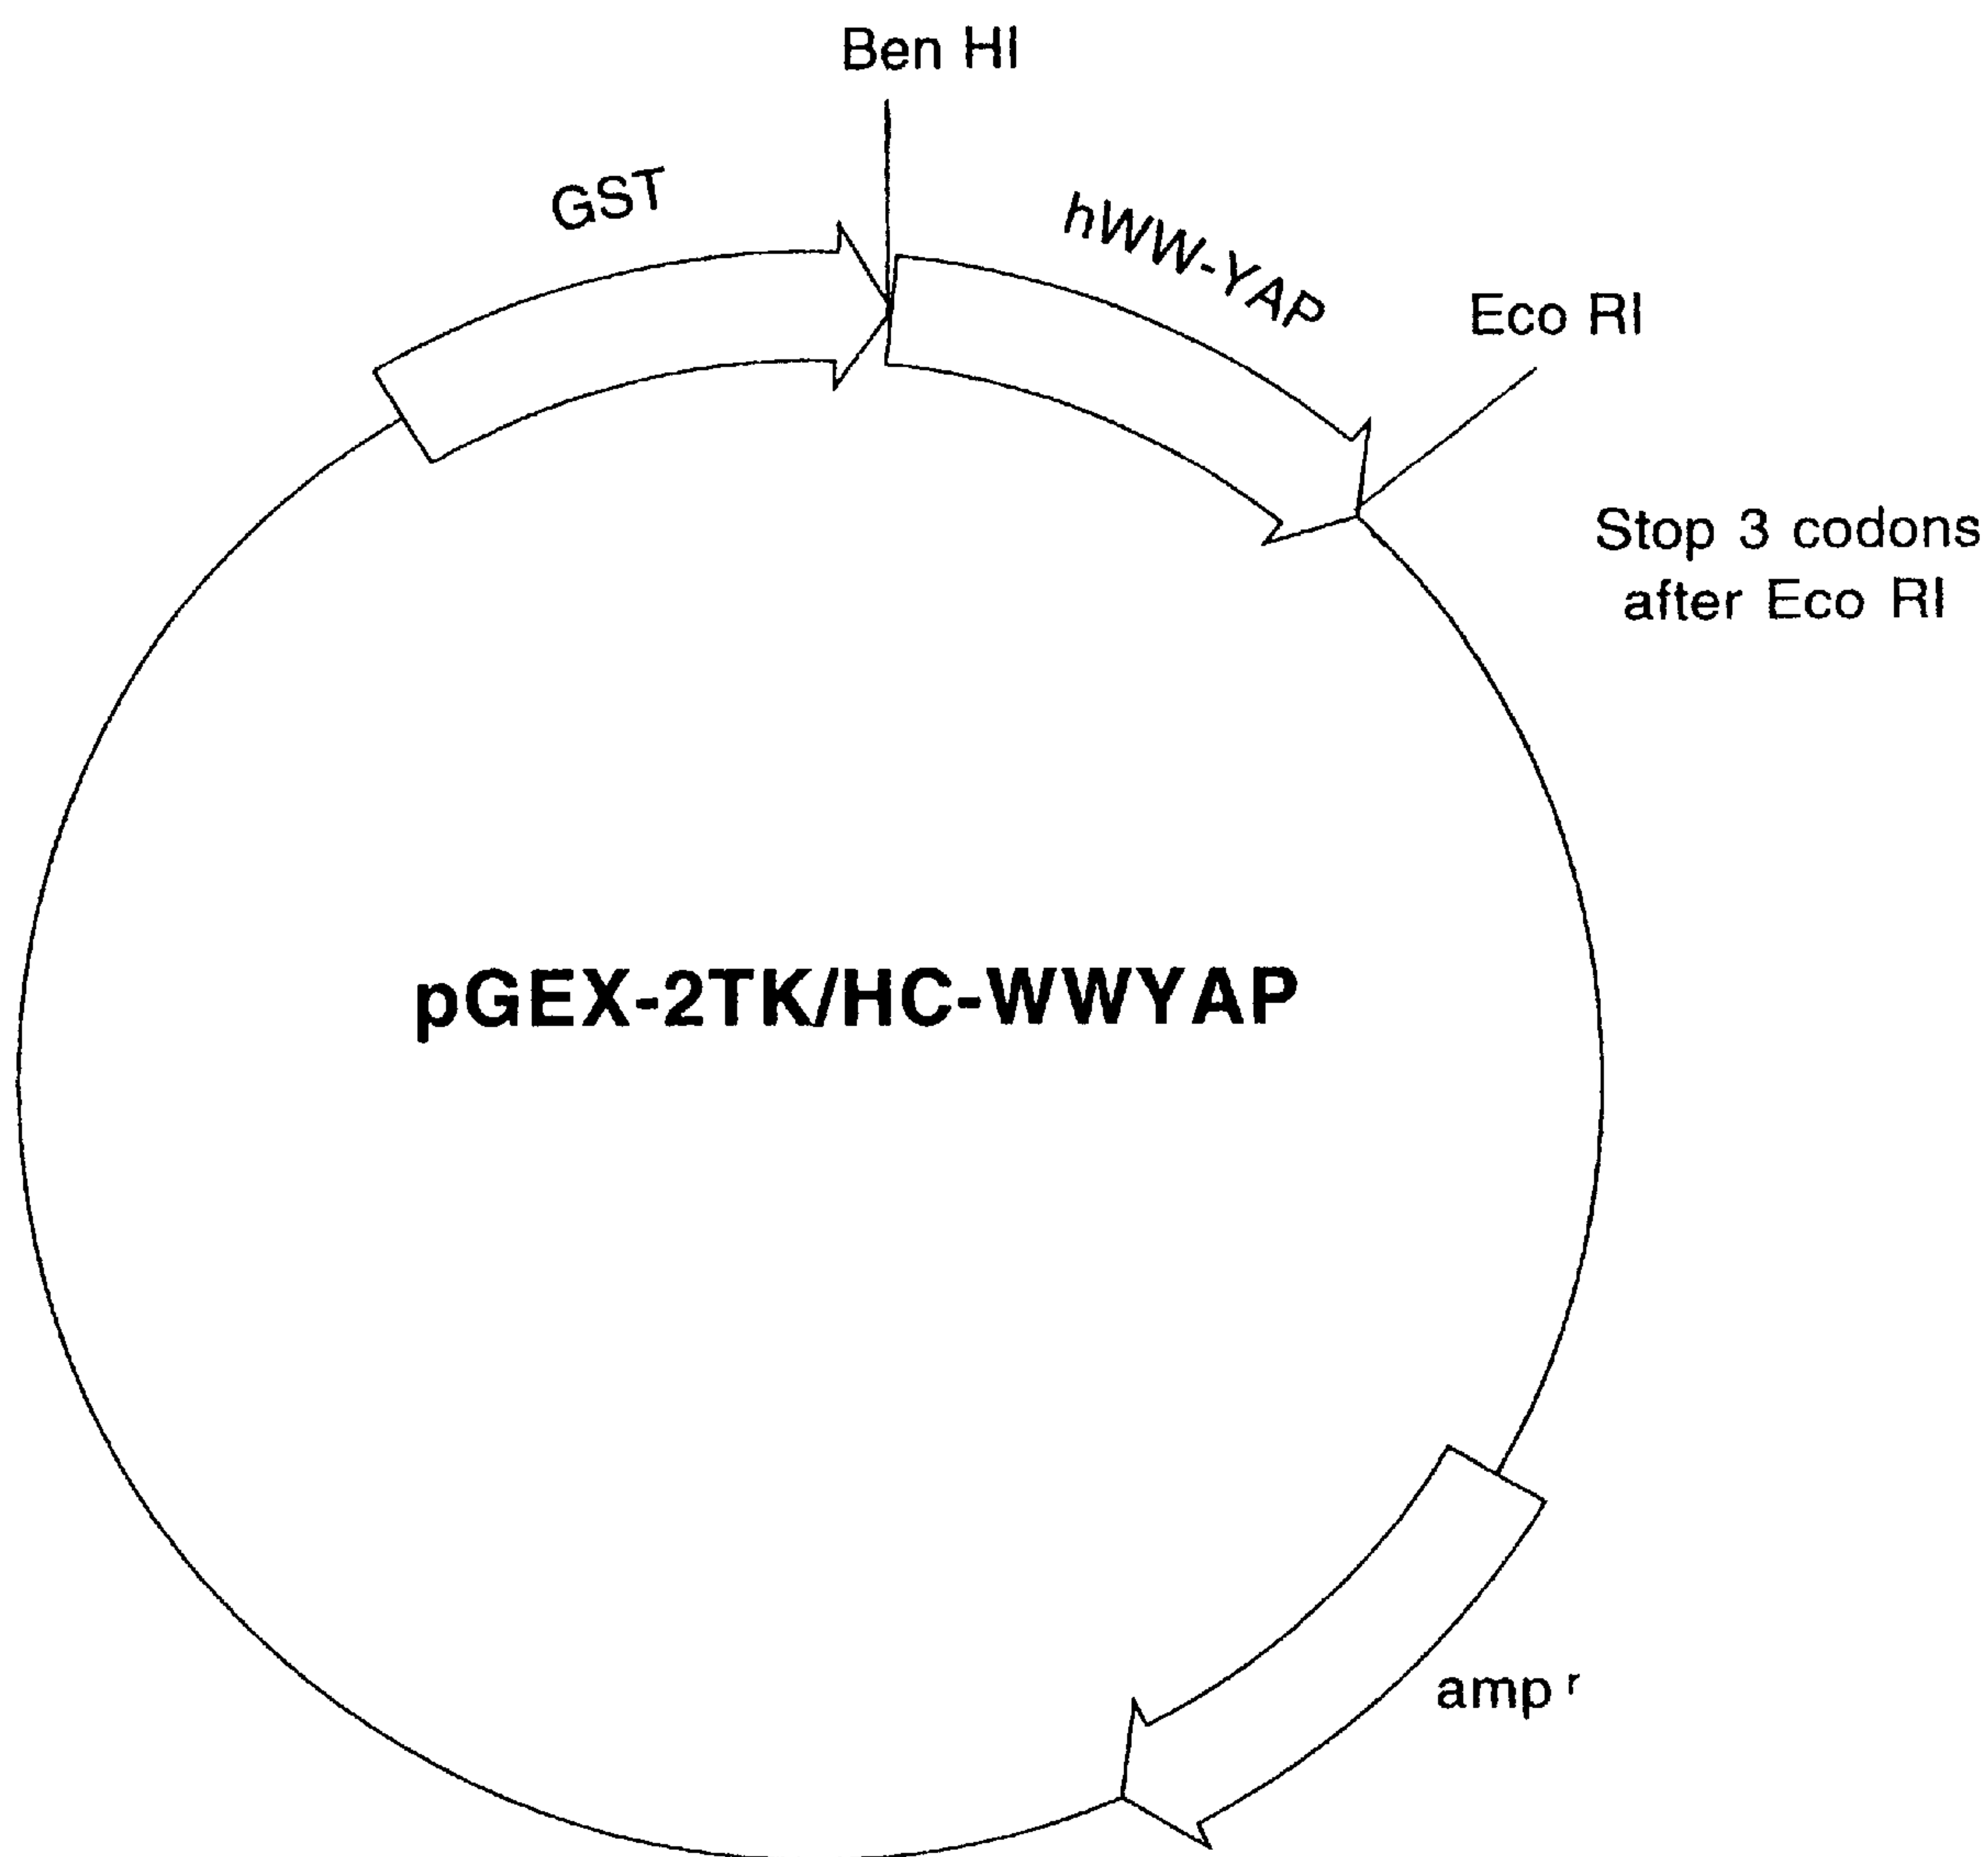 Ben HI
GST
hWW-YAP
Eco RI
Stop 3 codons
after Eco RI
pGEX-2TK/HC-WWYAP
amp r